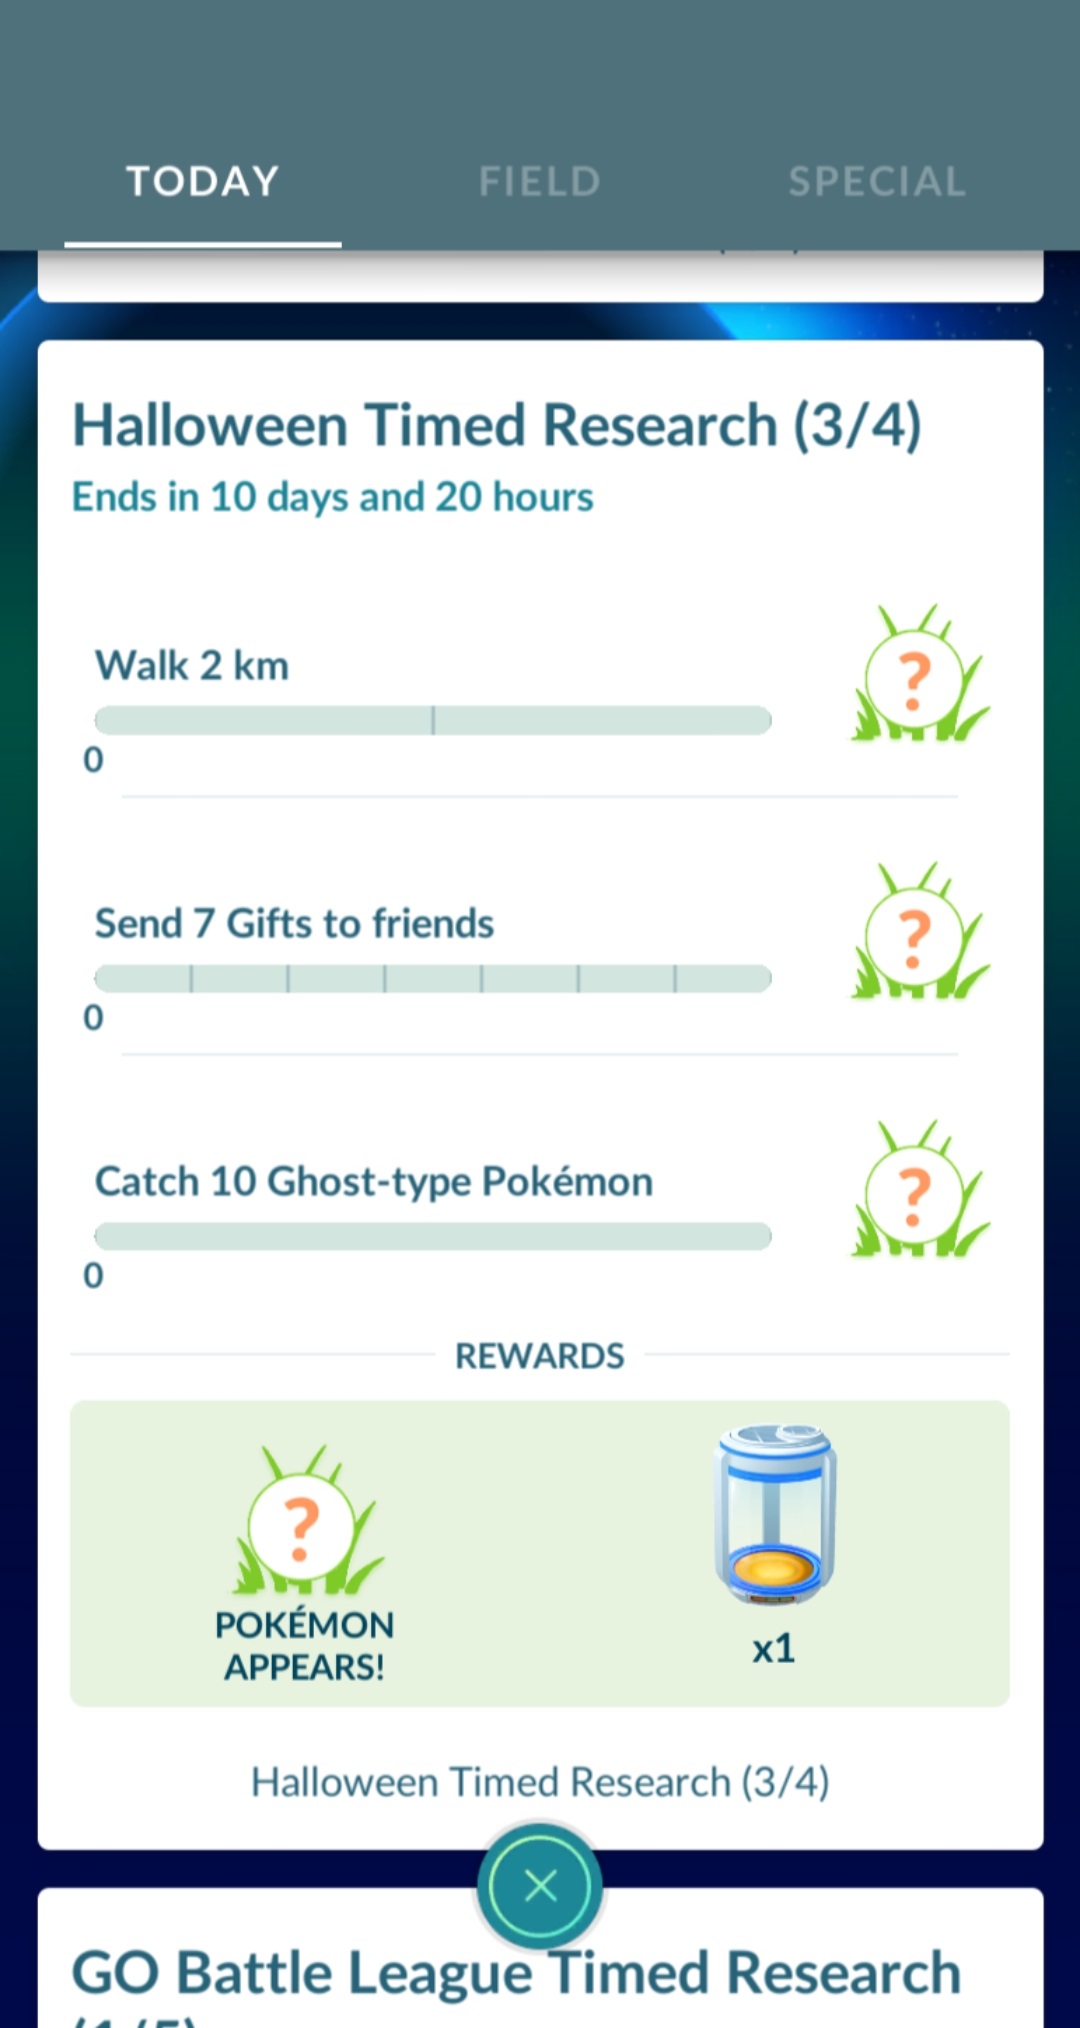 TODAY FIELD SPECIAL
Halloween Timed Research (3/4)
Ends in 10 days and 20 hours
Walk 2 km
?
0
Send 7 Gifts to friends
?
0
Catch 10 Ghost-type Pokémon
?
0
REWARDS
?
POKÉMON
APPEARS!
x1
Halloween Timed Research (3/4)
GO Battle League Timed Research
(1/5)